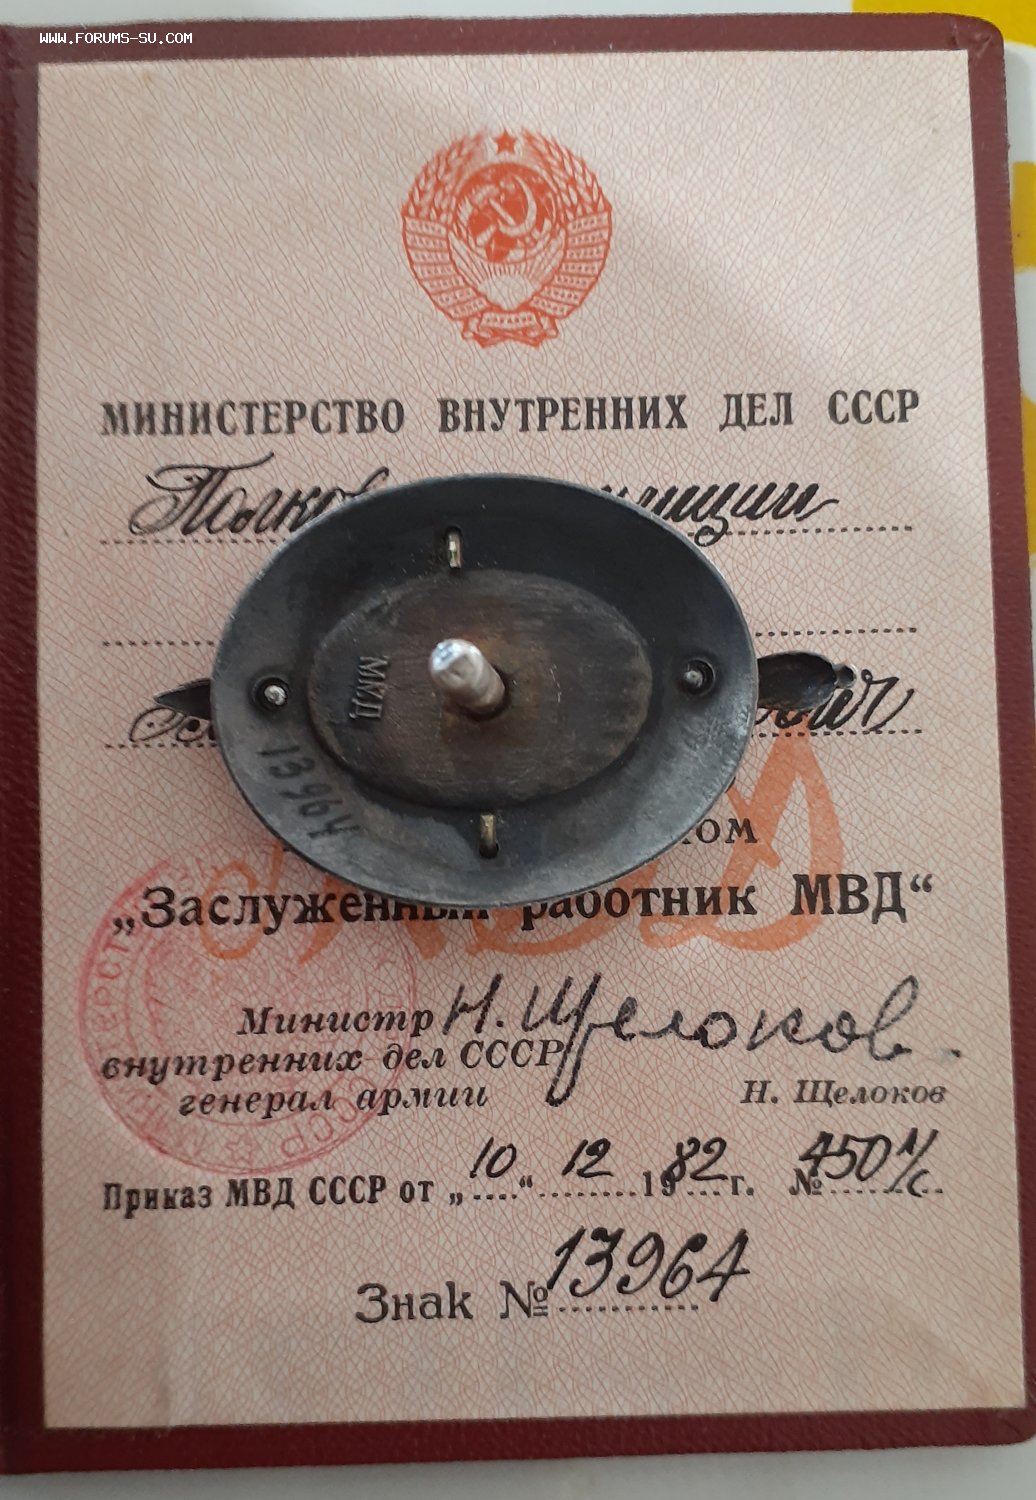 WWW.FORUMS-SU.COM
МИНИСТЕРСТВО ВНУТРЕННИХ ДЕЛ СССР
ММД
13964
„Заслуженный работник МВД“
Министр Н. Щелоков
внутренних дел СССР
генерал армии Н. Щелоков
Приказ МВД СССР от „10“ 12 1982 г. № 450 л/с
Знак № 13964